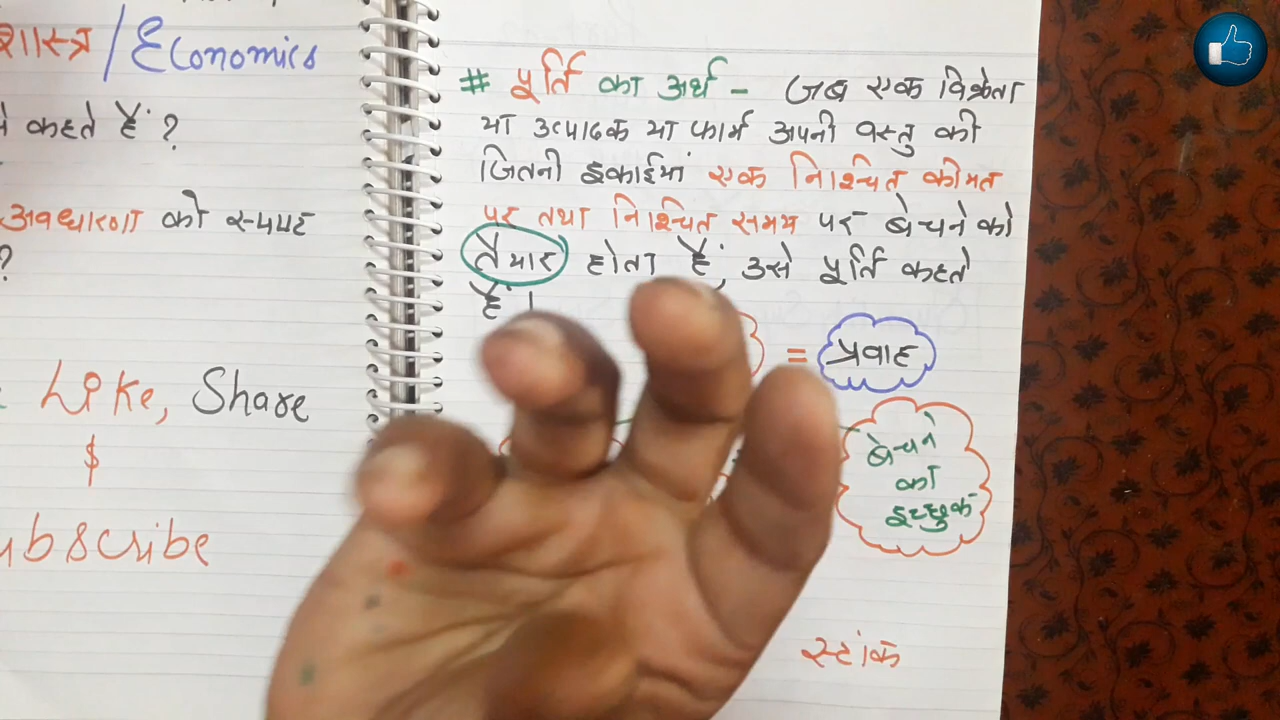 शास्त्र / Economics
कहते हैं ?
अवधारणा को स्पष्ट
?
Like, Share
$
ubscribe
# पूर्ति का अर्थ - जब एक विक्रेता
या उत्पादक या फार्म अपनी वस्तु की
जितनी इकाईयां एक निश्चित कीमत
पर तथा निश्चित समय पर बेचने को
तैयार होता है, उसे पूर्ति कहते
हैं।
= प्रवाह
बेचने
का
इच्छुक
स्टांक